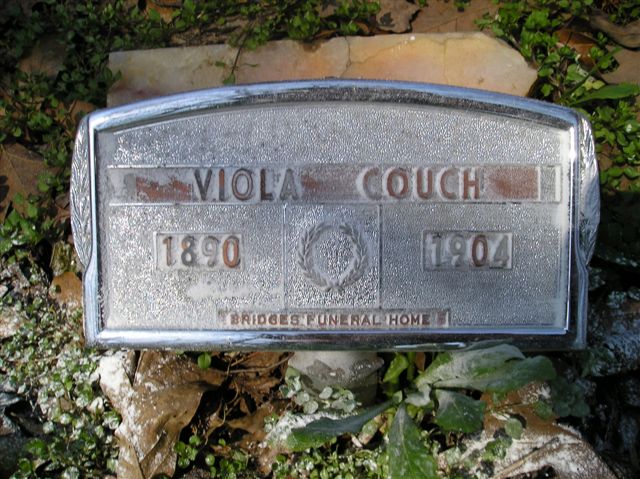 VIOLA COUCH
1890 1904
BRIDGES FUNERAL HOME